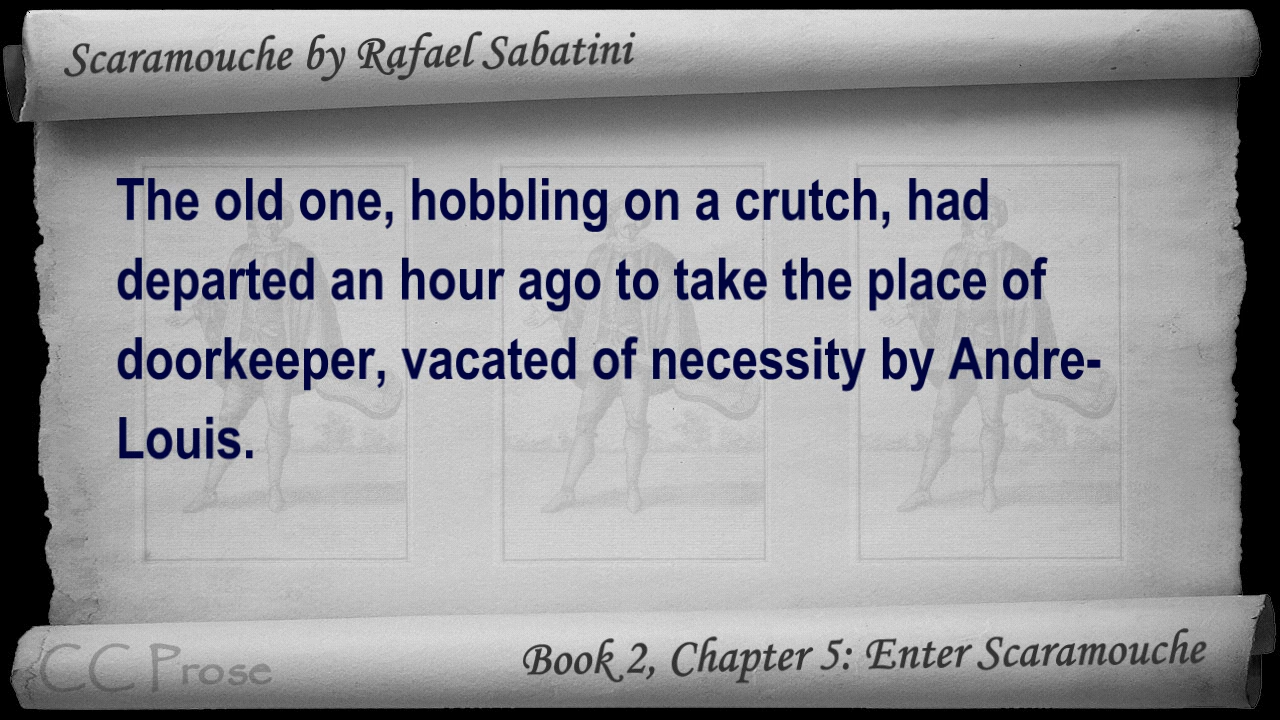 Scaramouche by Rafael Sabatini
The old one, hobbling on a crutch, had
departed an hour ago to take the place of
doorkeeper, vacated of necessity by Andre-
Louis.
CC Prose
Book 2, Chapter 5: Enter Scaramouche